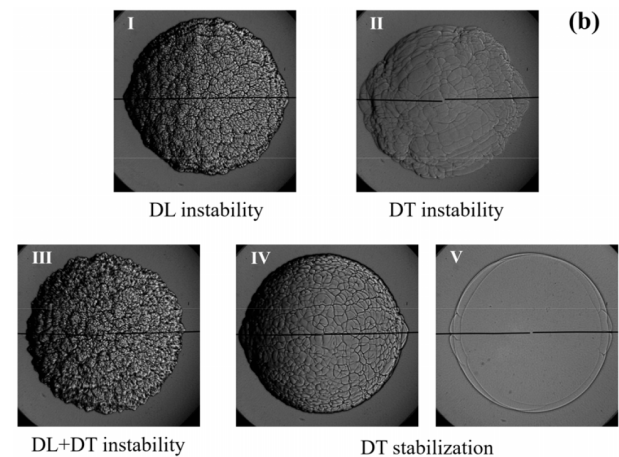 I
II
(b)
DL instability
DT instability
III
IV
V
DL+DT instability
DT stabilization